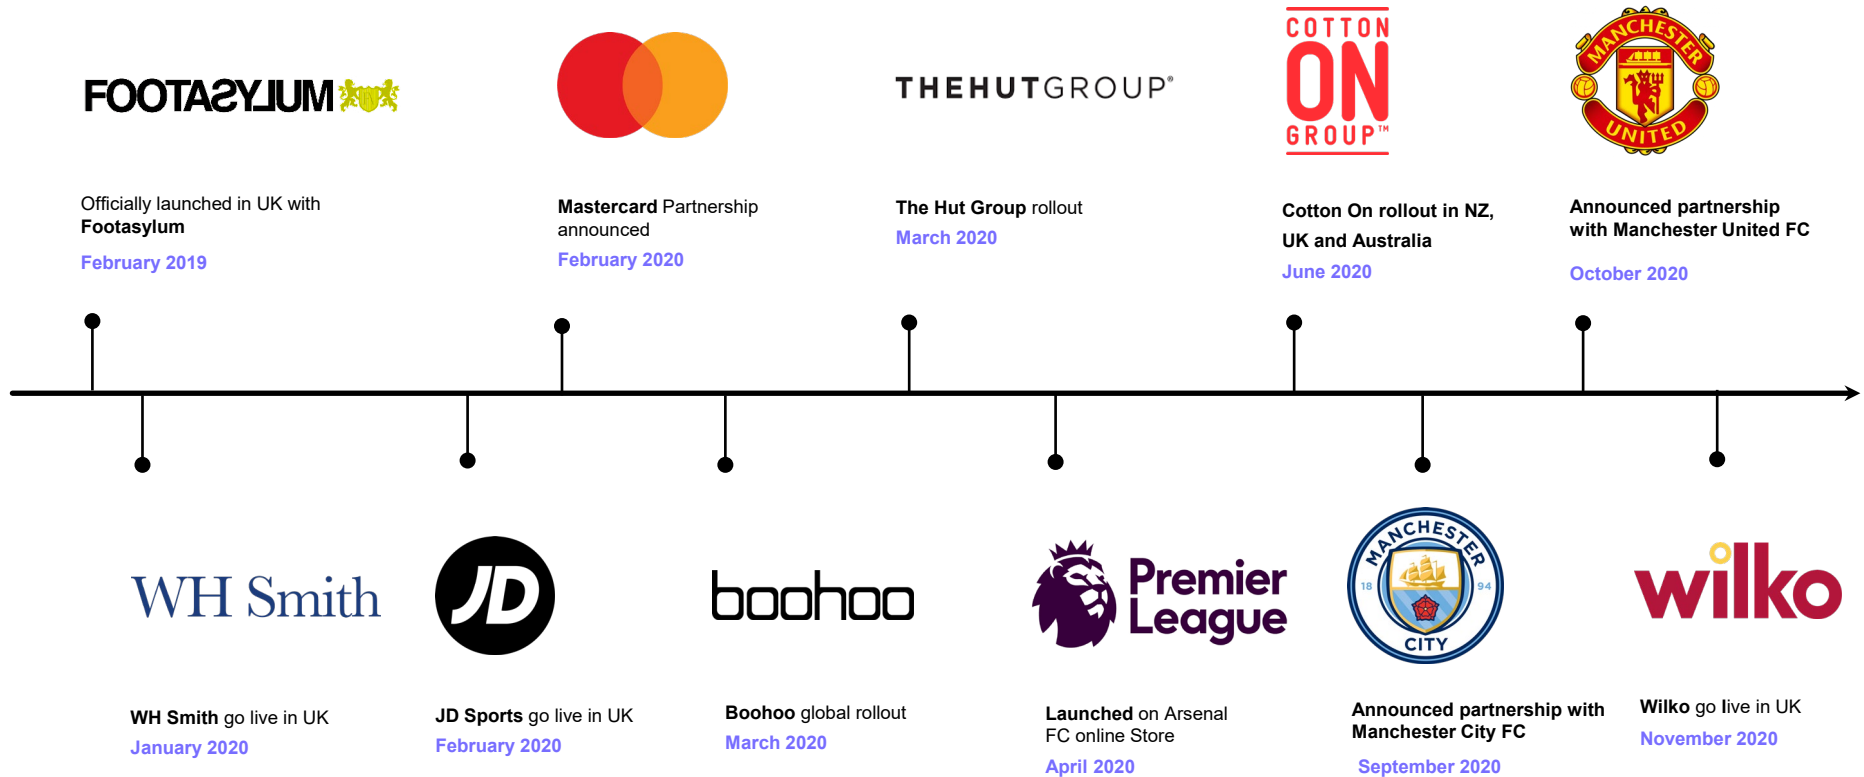 FOOTASYLUM
THEHUTGROUP®
COTTON
ON
GROUP™
MANCHESTER
UNITED
Officially launched in UK with
Footasylum
February 2019
Mastercard Partnership
announced
February 2020
The Hut Group rollout
March 2020
Cotton On rollout in NZ,
UK and Australia
June 2020
Announced partnership
with Manchester United FC
October 2020
WH Smith
JD
boohoo
Premier
League
MANCHESTER
18 94
CITY
wilko
WH Smith go live in UK
January 2020
JD Sports go live in UK
February 2020
Boohoo global rollout
March 2020
Launched on Arsenal
FC online Store
April 2020
Announced partnership with
Manchester City FC
September 2020
Wilko go live in UK
November 2020